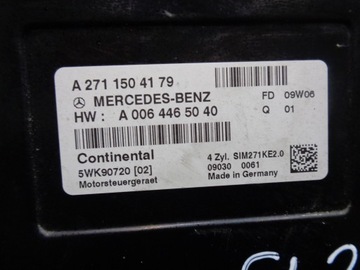 A 271 150 41 79
MERCEDES-BENZ FD 09W06
HW : A 006 446 50 40 Q 01
Continental 4 Zyl. SIM271KE2.0
5WK90720 [02] 09030 0061
Motorsteuergeraet Made in Germany